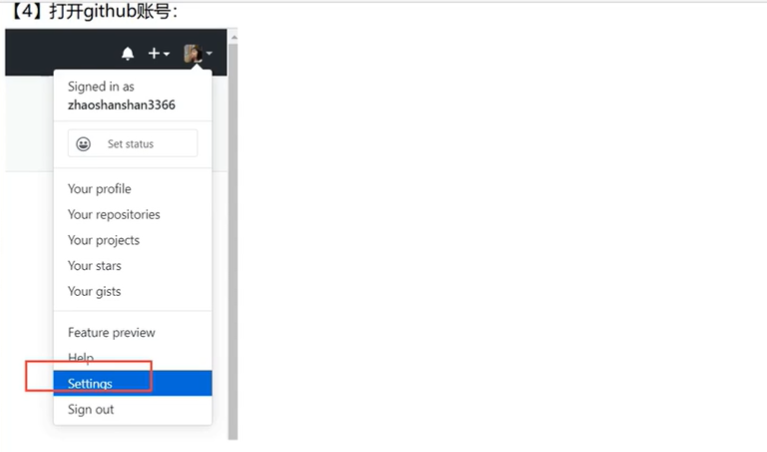 【4】打开github账号：
Signed in as
zhaoshanshan3366
Set status
Your profile
Your repositories
Your projects
Your stars
Your gists
Feature preview
Help
Settings
Sign out